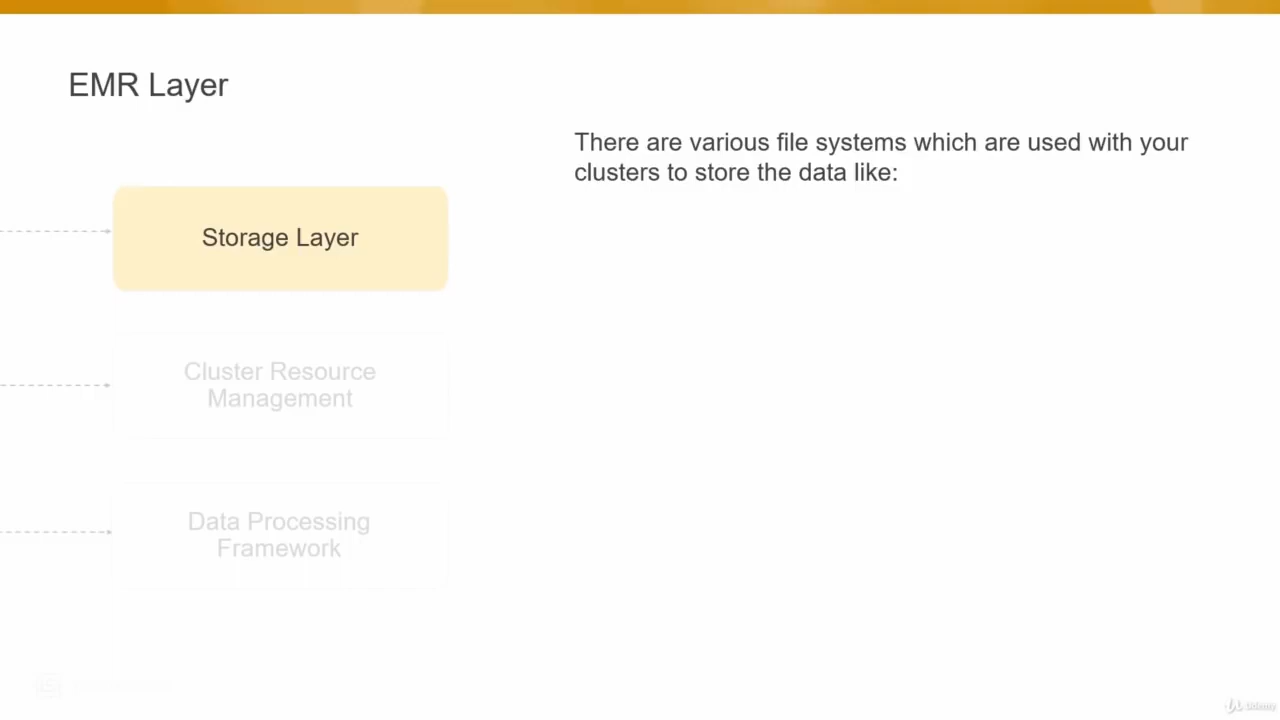 EMR Layer
There are various file systems which are used with your
clusters to store the data like:
Storage Layer
Cluster Resource
Management
Data Processing
Framework
Udemy